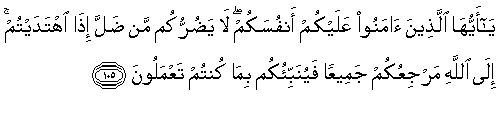 يَـٰٓأَيُّهَا ٱلَّذِينَ ءَامَنُوا۟ عَلَيْكُمْ أَنفُسَكُمْ ۖ لَا يَضُرُّكُم مَّن ضَلَّ إِذَا ٱهْتَدَيْتُمْ ۚ
إِلَى ٱللَّهِ مَرْجِعُكُمْ جَمِيعًا فَيُنَبِّئُكُم بِمَا كُنتُمْ تَعْمَلُونَ ١٠٥